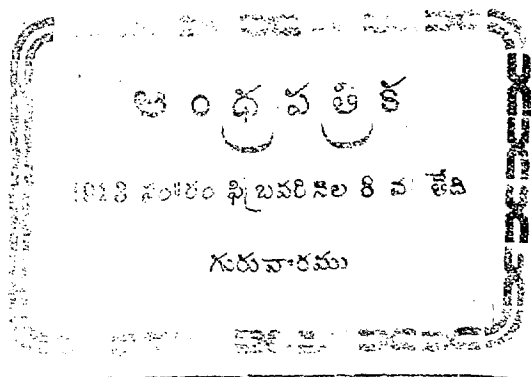 ఆంధ్రపత్రిక
సం॥రం ఫిబ్రవరి నెల 8 వ తేది
గురువారము